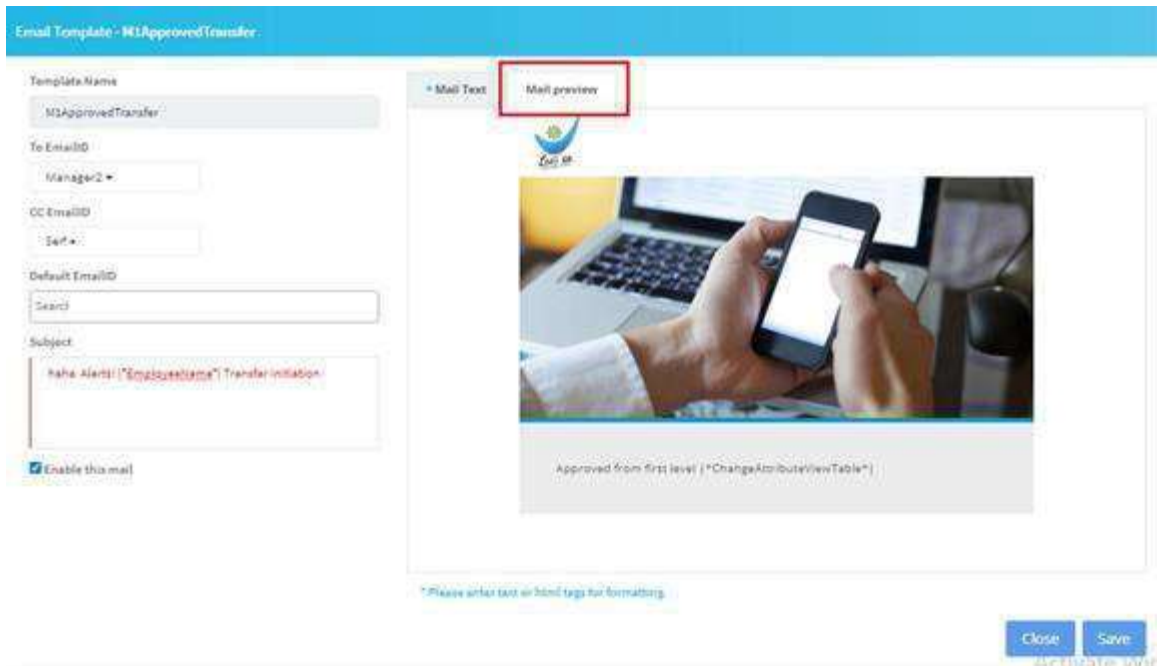 Email Template - M1ApprovedTransfer
Template Name
M1ApprovedTransfer
To EmailID
Manager2
CC EmailID
Self
Default EmailID
Search
Subject
Alerts! {*EmployeeName*} Transfer Initiation
Enable this mail
* Mail Text
Mail preview
Approved from first level {*ChangeAttributeViewTable*}
* Please enter text or html tags for formatting.
Close
Save